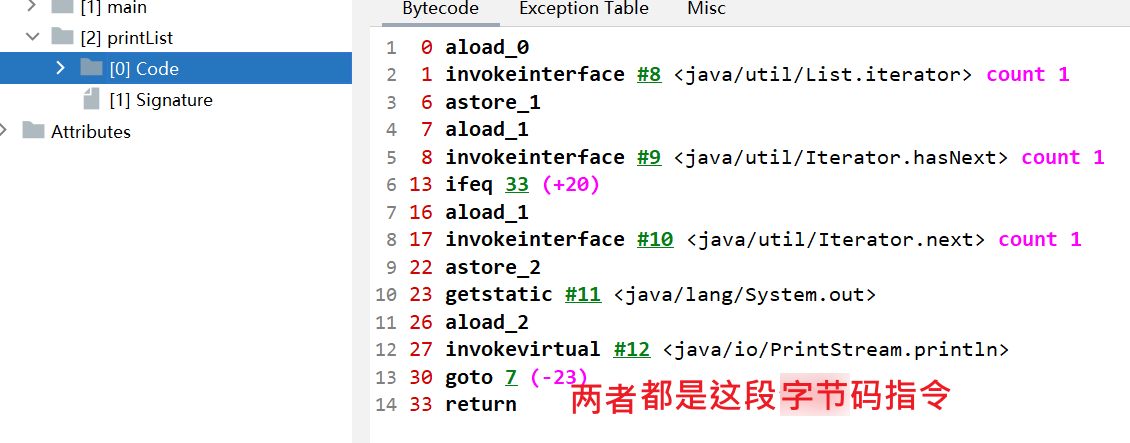 [1] main
[2] printList
[0] Code
[1] Signature
Attributes
Bytecode Exception Table Misc
1 0 aload_0
2 1 invokeinterface #8 <java/util/List.iterator> count 1
3 6 astore_1
4 7 aload_1
5 8 invokeinterface #9 <java/util/Iterator.hasNext> count 1
6 13 ifeq 33 (+20)
7 16 aload_1
8 17 invokeinterface #10 <java/util/Iterator.next> count 1
9 22 astore_2
10 23 getstatic #11 <java/lang/System.out>
11 26 aload_2
12 27 invokevirtual #12 <java/io/PrintStream.println>
13 30 goto 7 (-23)
14 33 return
两者都是这段字节码指令